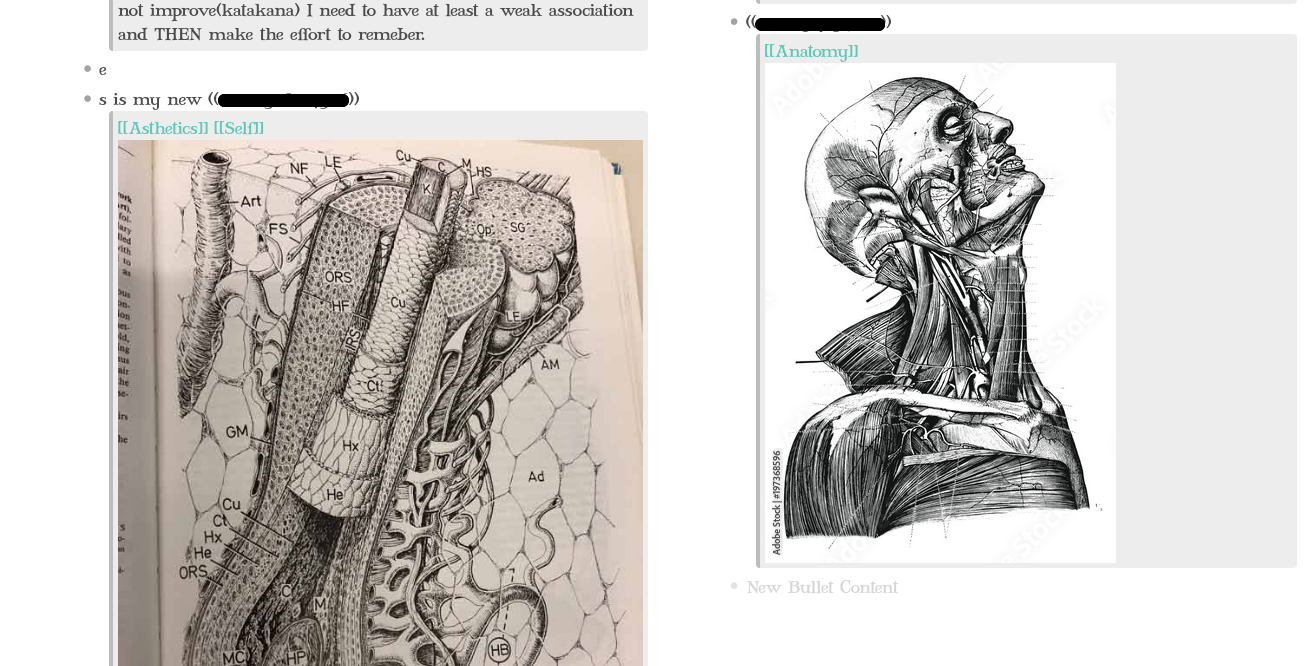 not improve(katakana) I need to have at least a weak association
and THEN make the effort to remeber.
e
s is my new (( ))
[[Asthetics]] [[Self]]
Cu
C
M
HS
NF
LE
K
Art
Op
SG
FS
ORS
HF
Cu
IRS
LE
AM
Ct
GM
Hx
Ad
He
Cu
Ct
Hx
He
ORS
C
M
HB
MC
HP
(( ))
[[Anatomy]]
Adobe Stock | #197368596
New Bullet Content